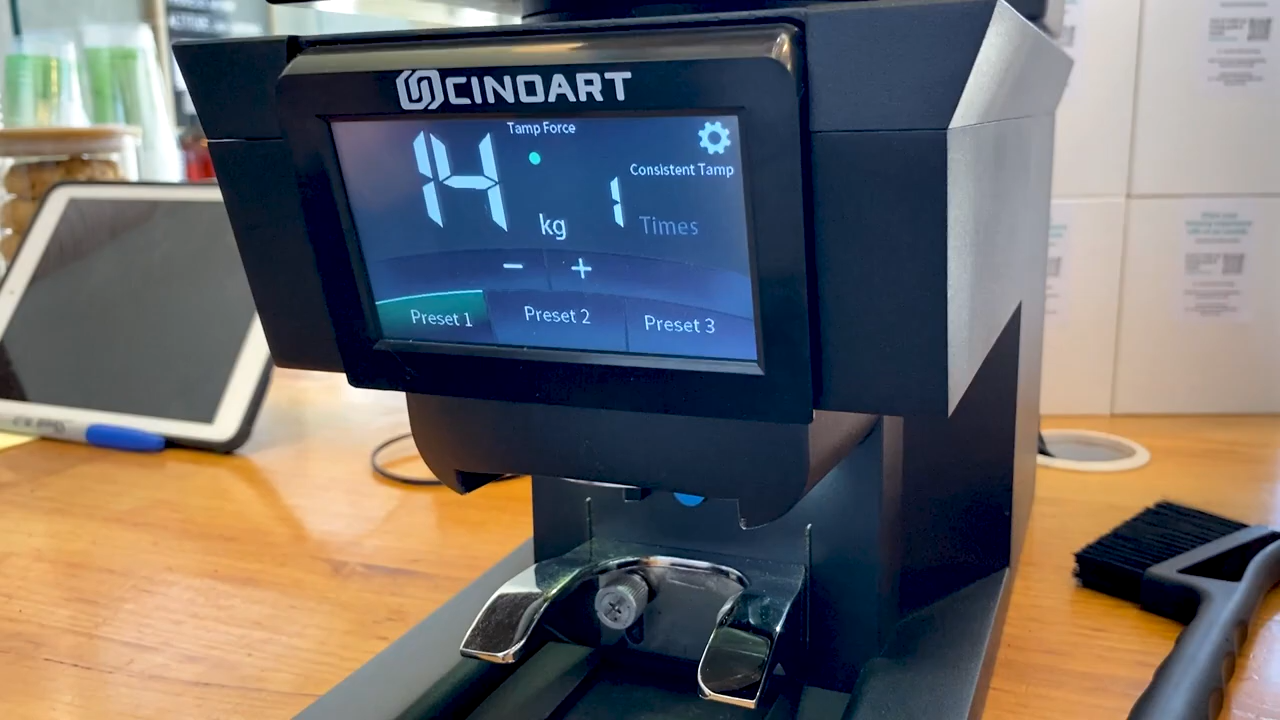 CINOART
Tamp Force
14 kg
Consistent Tamp
1 Times
− +
Preset 1
Preset 2
Preset 3